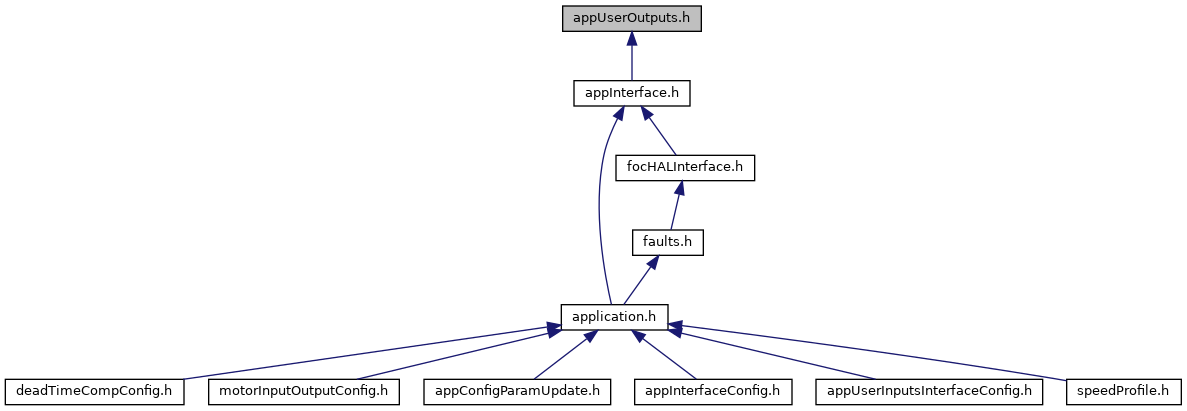 appUserOutputs.h
appInterface.h
focHALInterface.h
faults.h
application.h
deadTimeCompConfig.h
motorInputOutputConfig.h
appConfigParamUpdate.h
appInterfaceConfig.h
appUserInputsInterfaceConfig.h
speedProfile.h